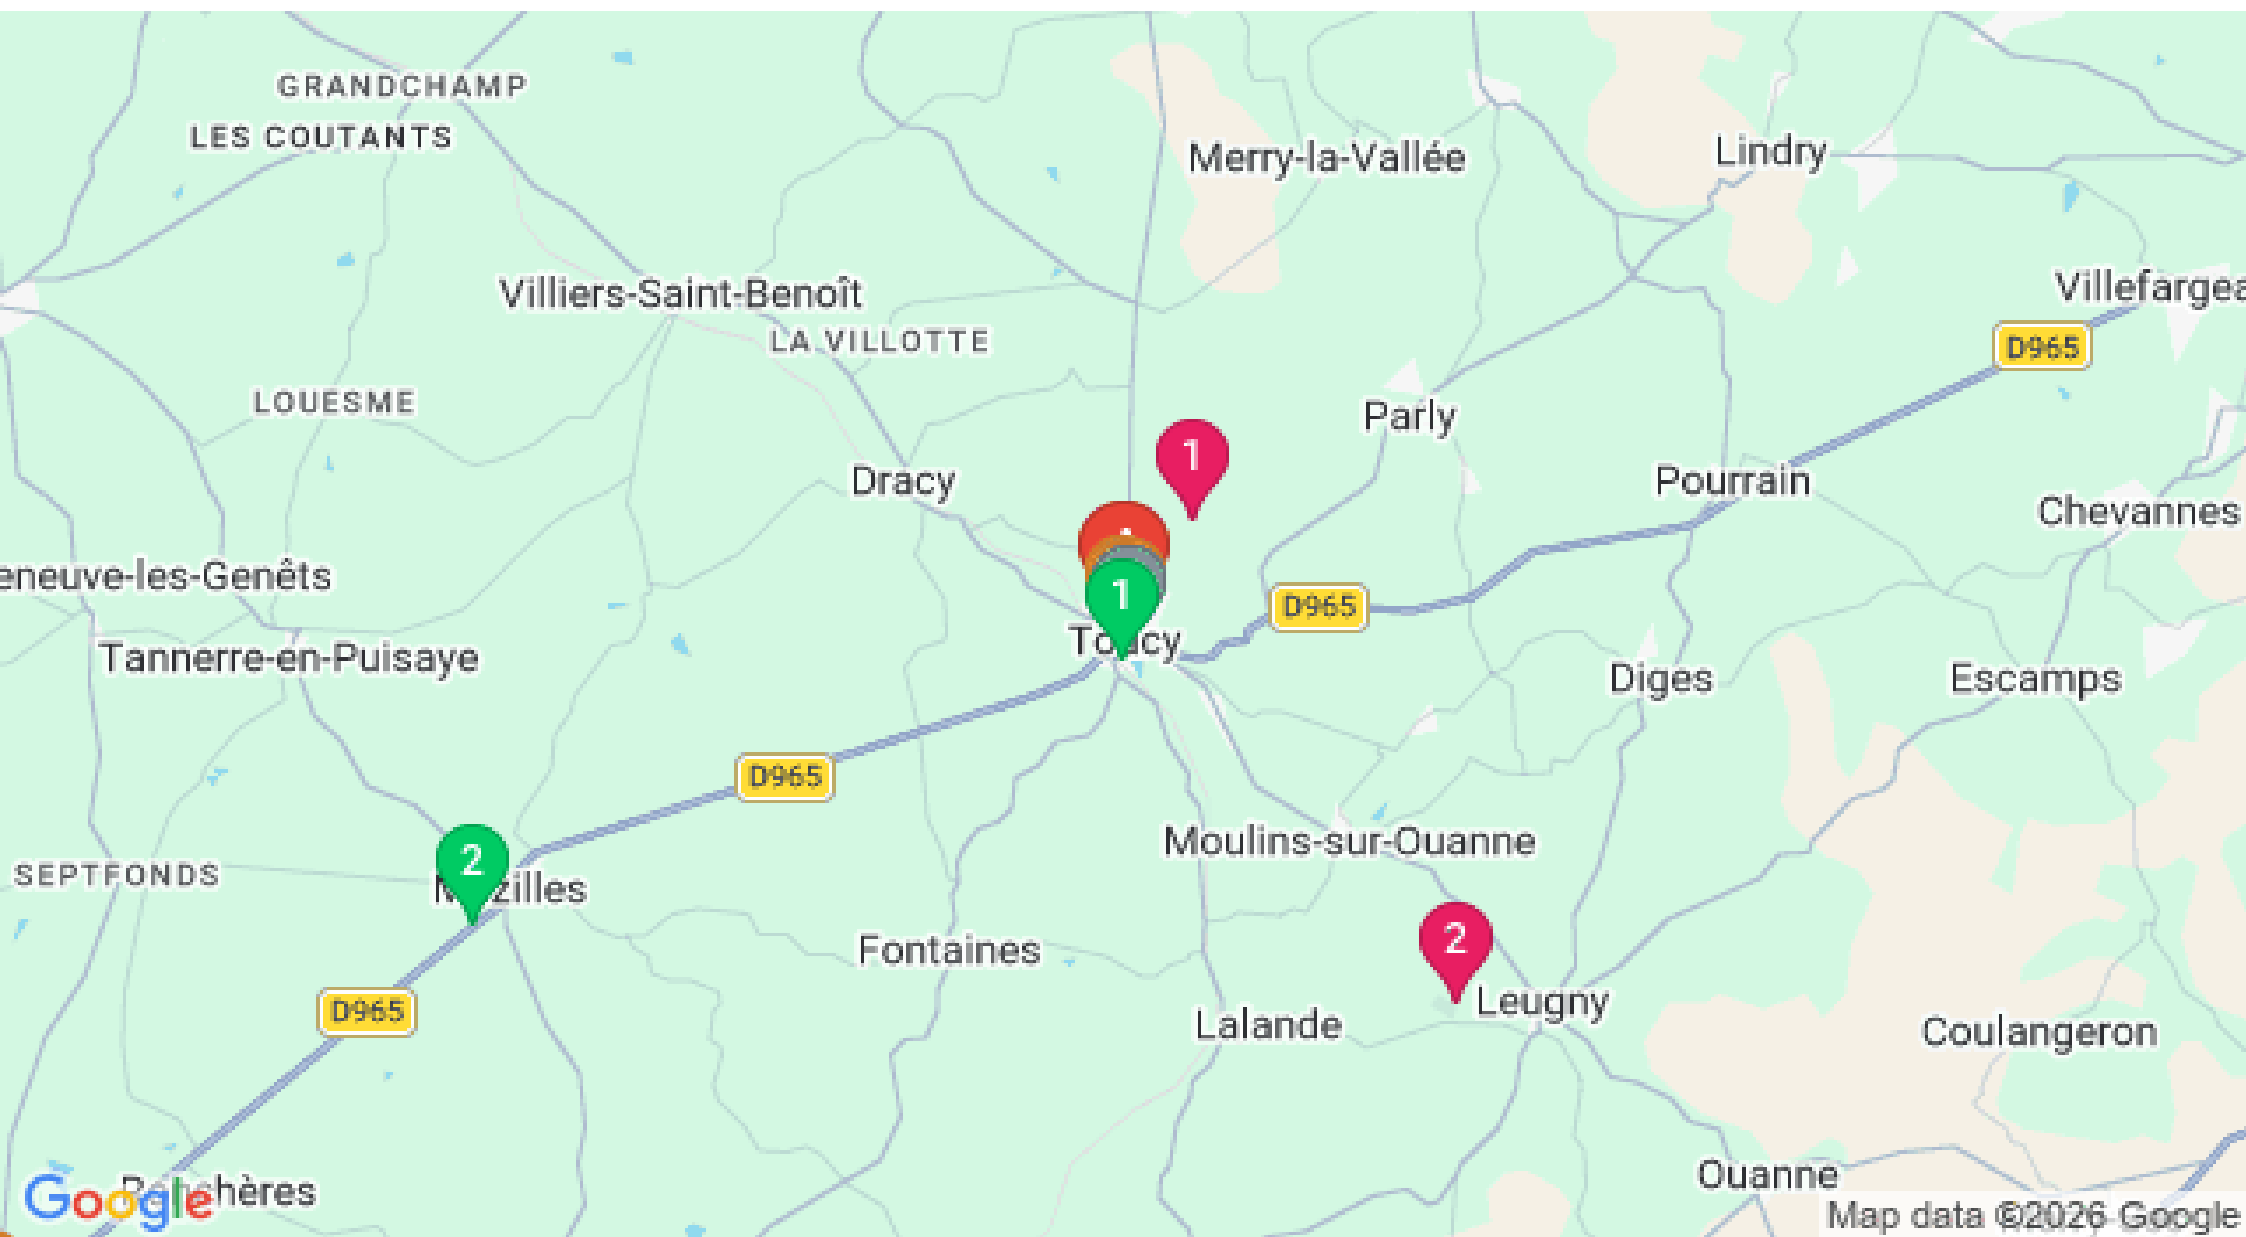 GRANDCHAMP
LES COUTANTS
Merry-la-Vallée
Lindry
Villiers-Saint-Benoît
Villefargea
LA VILLOTTE
D965
LOUESME
Parly
1
Dracy
Pourrain
Chevannes
eneuve-les-Genêts
1
D965
Tannerre-en-Puisaye
Diges
Escamps
D965
Moulins-sur-Ouanne
2
SEPTFONDS
2
Fontaines
Leugny
D965
Lalande
Coulangeron
Ouanne
Google
hères
Map data ©2026 Google